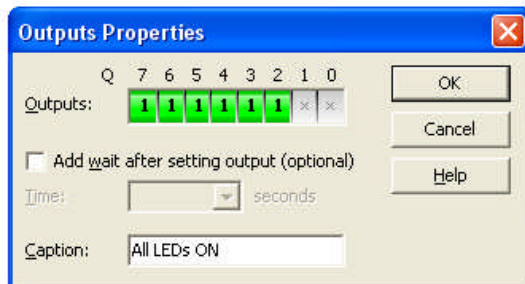 Outputs Properties
Q 7 6 5 4 3 2 1 0
Outputs: 1 1 1 1 1 1 × ×
OK
Cancel
Add wait after setting output (optional)
Help
Time: seconds
Caption: All LEDs ON